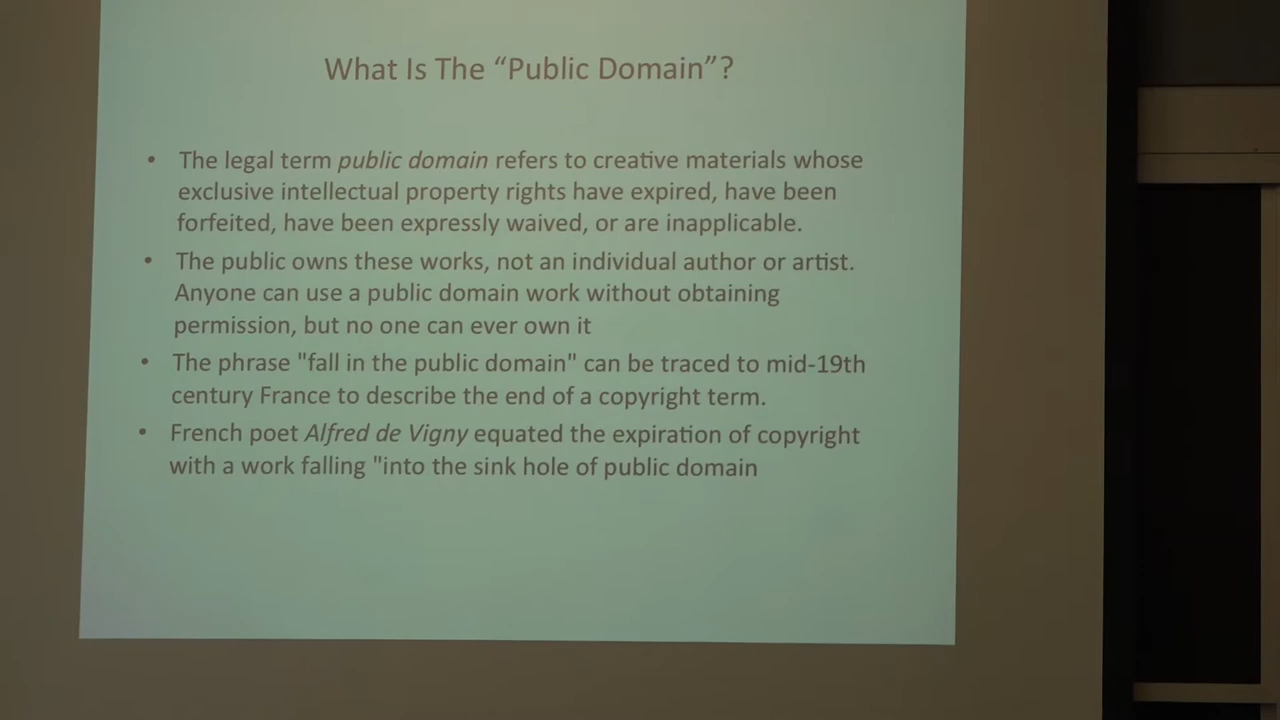 What Is The “Public Domain”?
• The legal term public domain refers to creative materials whose
exclusive intellectual property rights have expired, have been
forfeited, have been expressly waived, or are inapplicable.
• The public owns these works, not an individual author or artist.
Anyone can use a public domain work without obtaining
permission, but no one can ever own it
• The phrase "fall in the public domain" can be traced to mid-19th
century France to describe the end of a copyright term.
• French poet Alfred de Vigny equated the expiration of copyright
with a work falling "into the sink hole of public domain